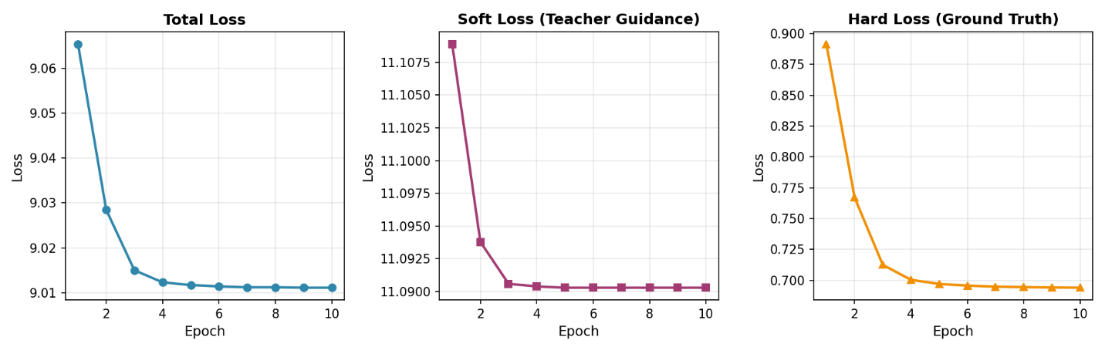 Total Loss
9.06
9.05
9.04
9.03
9.02
9.01
Loss
2 4 6 8 10
Epoch
Soft Loss (Teacher Guidance)
11.1075
11.1050
11.1025
11.1000
11.0975
11.0950
11.0925
11.0900
Loss
2 4 6 8 10
Epoch
Hard Loss (Ground Truth)
0.900
0.875
0.850
0.825
0.800
0.775
0.750
0.725
0.700
Loss
2 4 6 8 10
Epoch